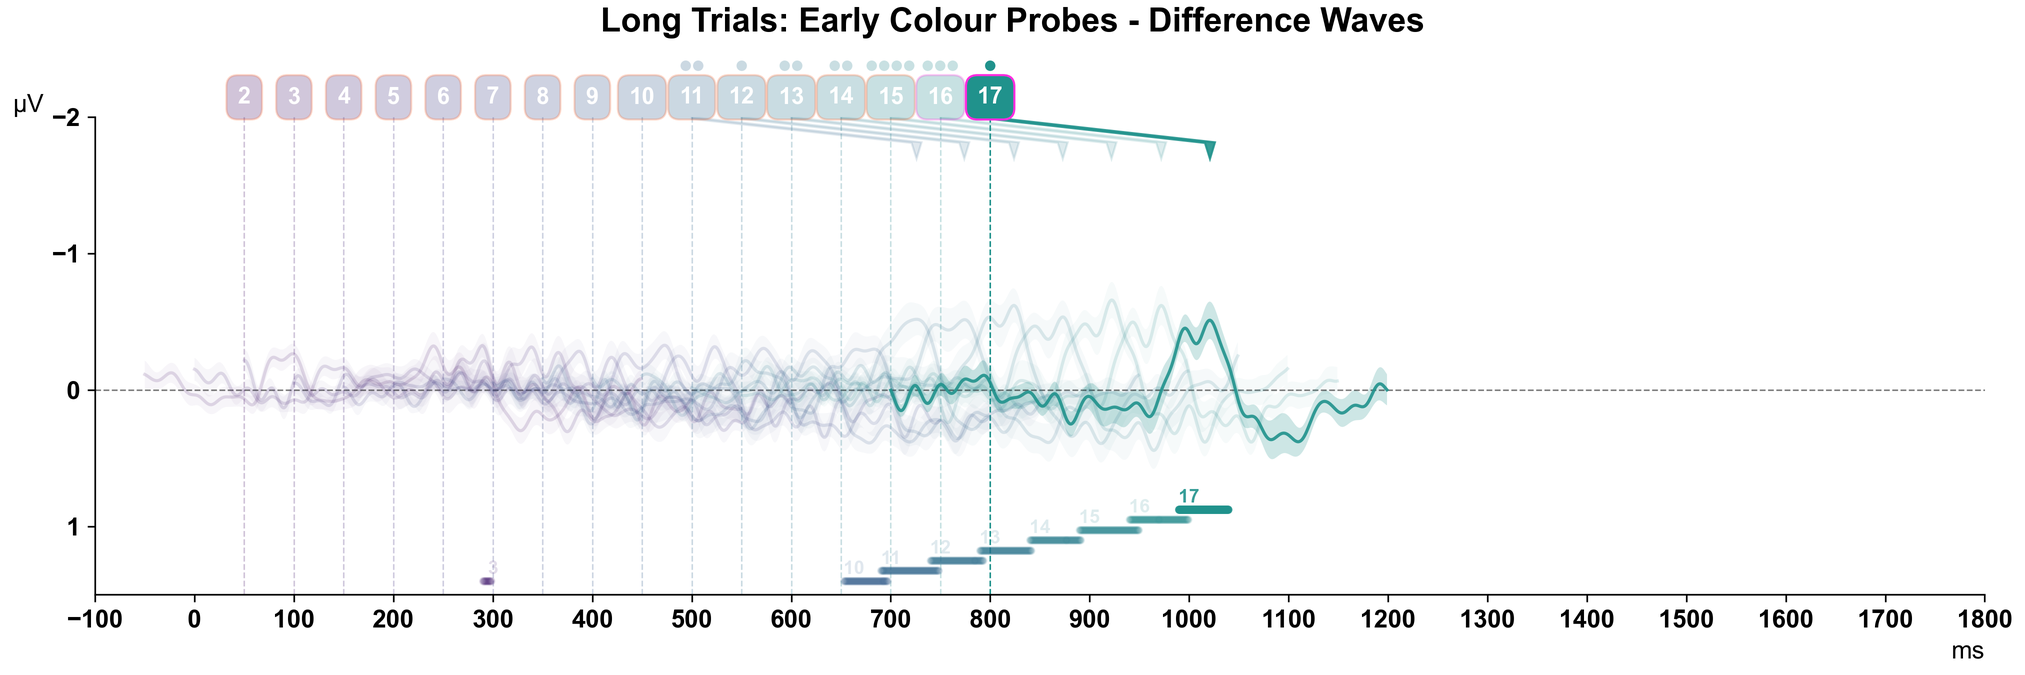 Long Trials: Early Colour Probes - Difference Waves
2 3 4 5 6 7 8 9 10 11 12 13 14 15 16 17
µV
−2
−1
0
1
17
16
15
14
13
12
11
10
3
−100 0 100 200 300 400 500 600 700 800 900 1000 1100 1200 1300 1400 1500 1600 1700 1800
ms